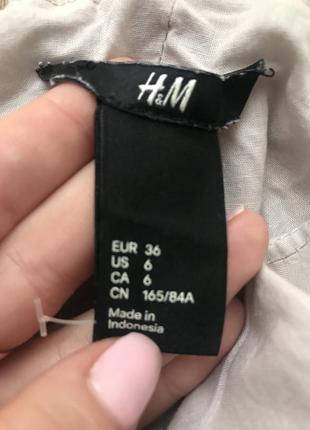 H&M
EUR 36
US 6
CA 6
CN 165/84A
Made in
Indonesia